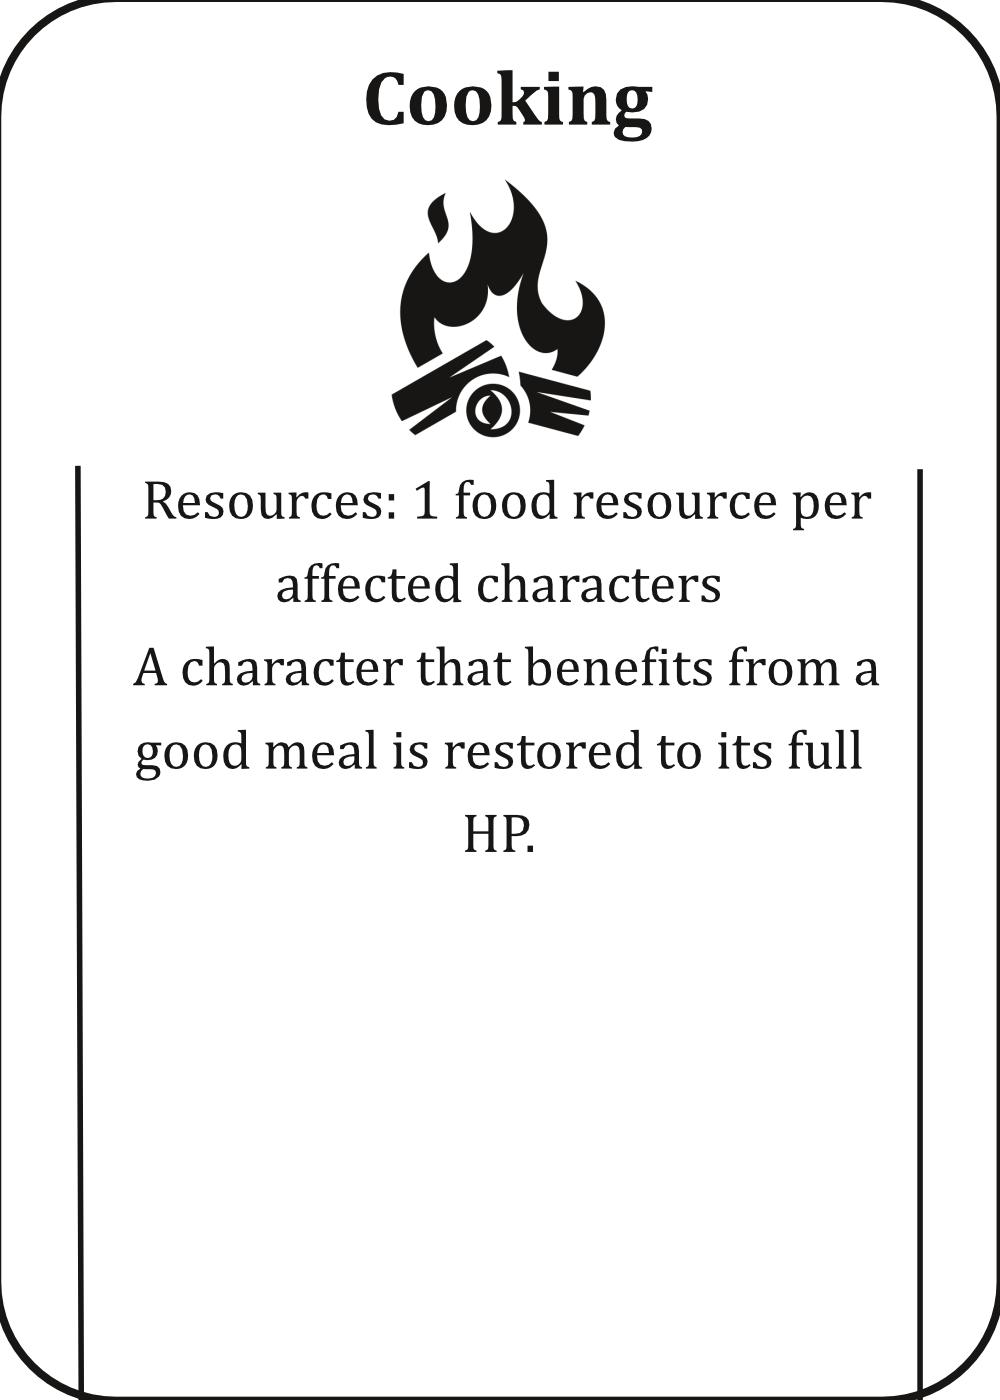 Cooking
Resources: 1 food resource per
affected characters
A character that benefits from a
good meal is restored to its full
HP.